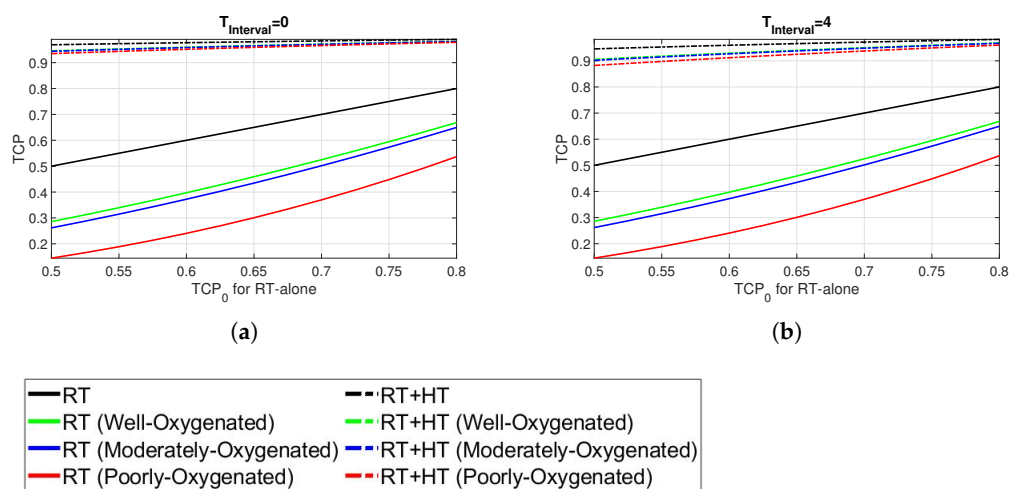 T_Interval=0
TCP
0.9
0.8
0.7
0.6
0.5
0.4
0.3
0.2
0.5 0.55 0.6 0.65 0.7 0.75 0.8
TCP_0 for RT-alone
(a)
T_Interval=4
TCP
0.9
0.8
0.7
0.6
0.5
0.4
0.3
0.2
0.5 0.55 0.6 0.65 0.7 0.75 0.8
TCP_0 for RT-alone
(b)
RT
RT (Well-Oxygenated)
RT (Moderately-Oxygenated)
RT (Poorly-Oxygenated)
RT+HT
RT+HT (Well-Oxygenated)
RT+HT (Moderately-Oxygenated)
RT+HT (Poorly-Oxygenated)